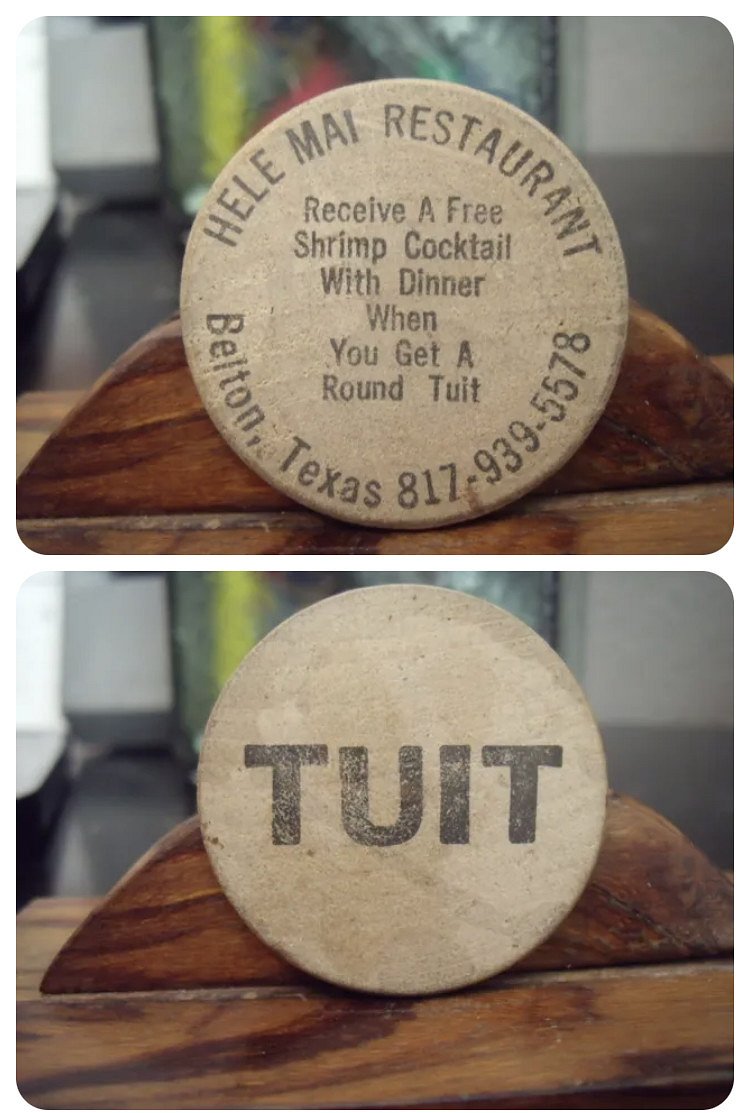 HELE MAI RESTAURANT
Receive A Free
Shrimp Cocktail
With Dinner
When
You Get A
Round Tuit
Belton, Texas 817-939-5578
TUIT